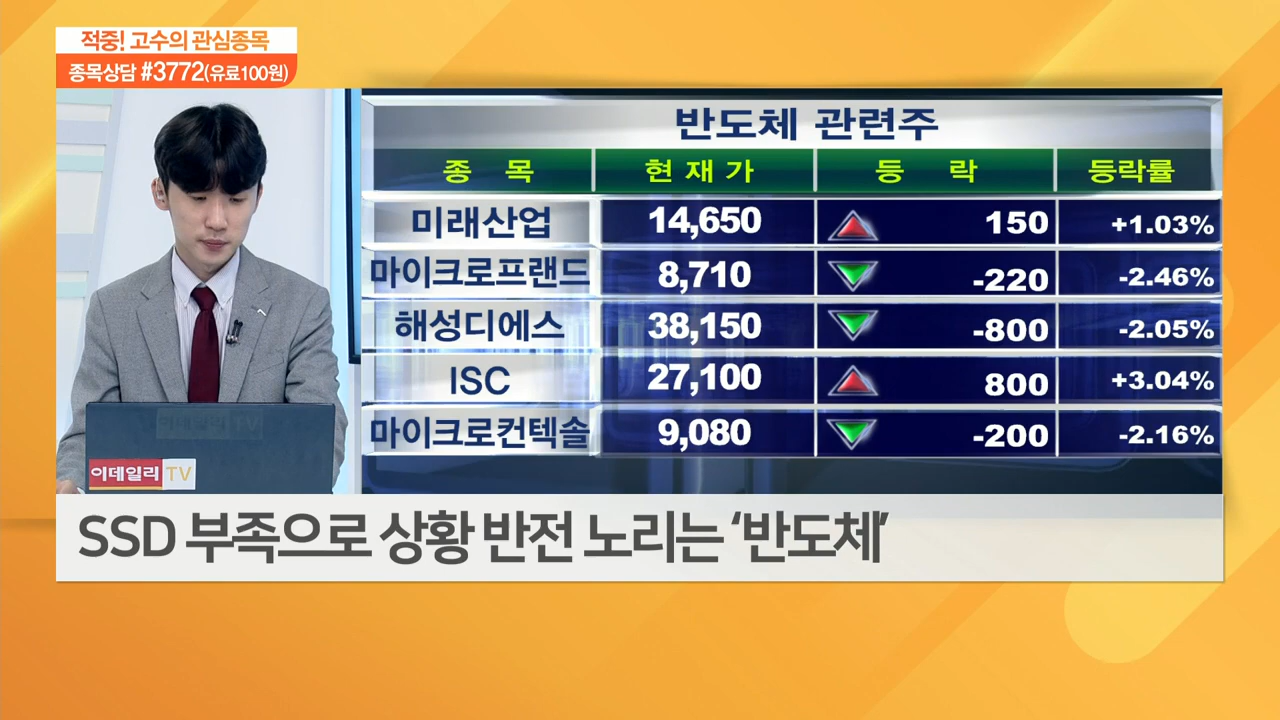 적중! 고수의 관심종목
종목상담 #3772(유료100원)
반도체 관련주
종 목 현 재 가 등 락 등락률
미래산업 14,650 150 +1.03%
마이크로프랜드 8,710 -220 -2.46%
해성디에스 38,150 -800 -2.05%
ISC 27,100 800 +3.04%
마이크로컨텍솔 9,080 -200 -2.16%
이데일리 TV
이데일리TV
SSD 부족으로 상황 반전 노리는 ‘반도체’